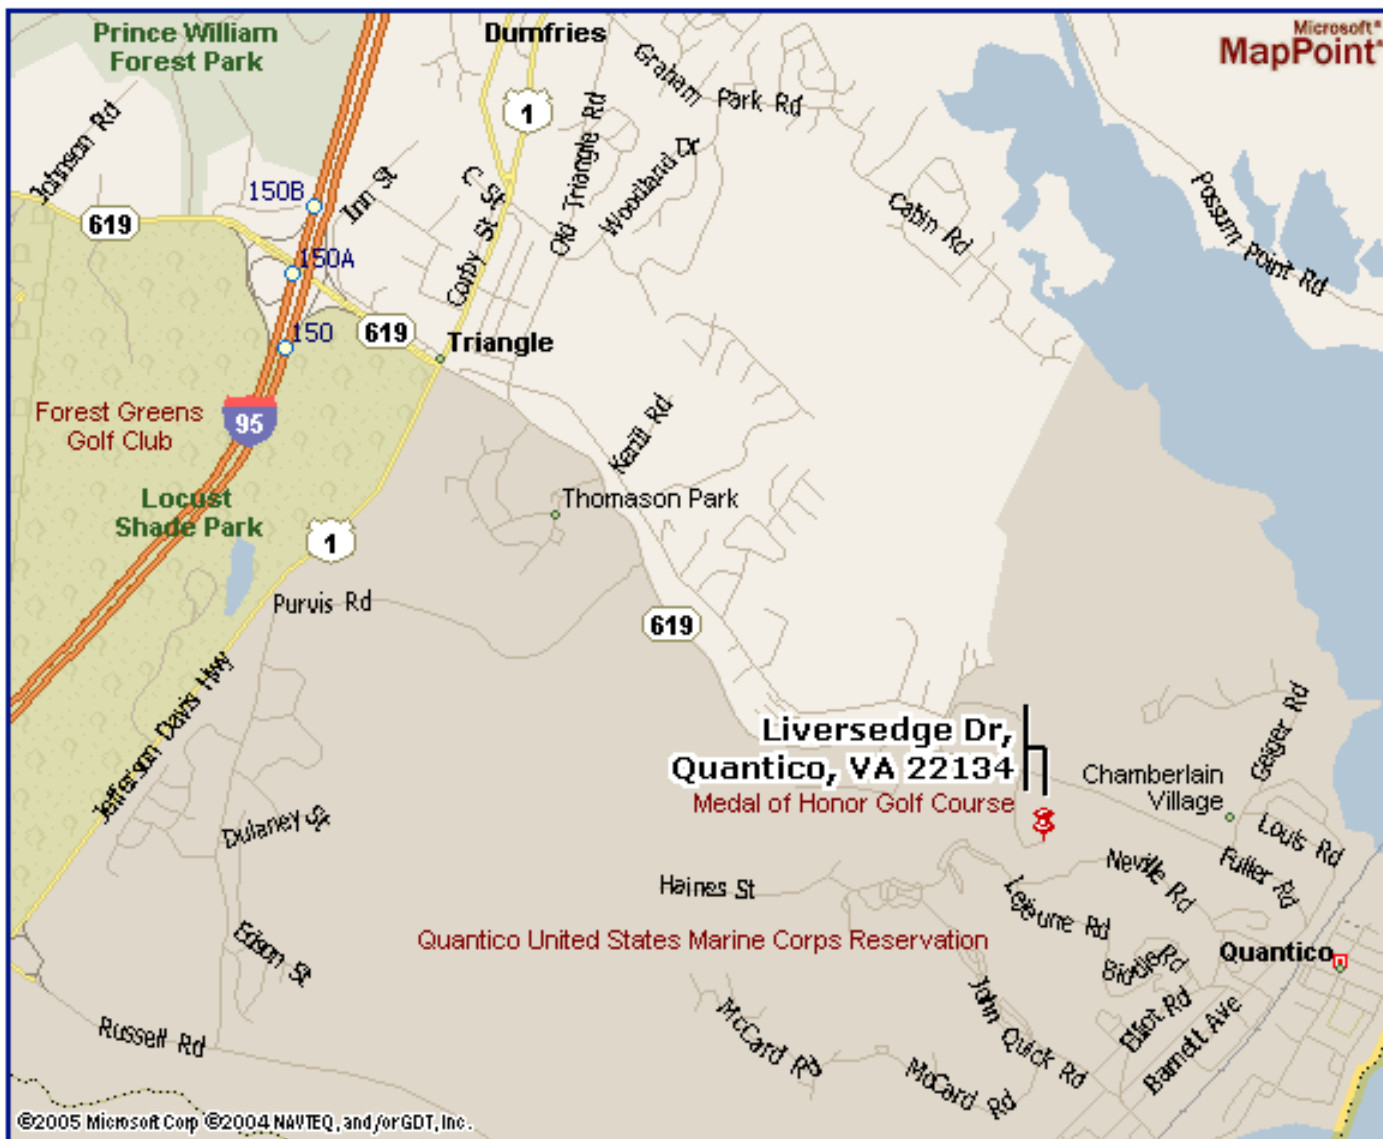 Prince William
Forest Park
Dumfries
Microsoft®
MapPoint®
Graham Park Rd
1
Johnson Rd
Old Triangle Rd
Woodland Dr
Inn St
C St
150B
Cabin Rd
Possum Point Rd
619
150A
Corby St
150
619
Triangle
Forest Greens
Golf Club
95
Kerill Rd
Locust
Shade Park
Thomason Park
1
Purvis Rd
619
Jefferson Davis Hwy
Liversedge Dr,
Quantico, VA 22134
Geiger Rd
Chamberlain
Village
Medal of Honor Golf Course
Dulaney St
Louis Rd
Neville Rd
Fuller Rd
Haines St
Lejeune Rd
Quantico United States Marine Corps Reservation
Edson St
Quantico
John Quick Rd
Elliot Rd
Barnett Ave
McCard Rd
Russell Rd
McCard Rd
©2005 Microsoft Corp ©2004 NAVTEQ, and/or GDT, Inc.